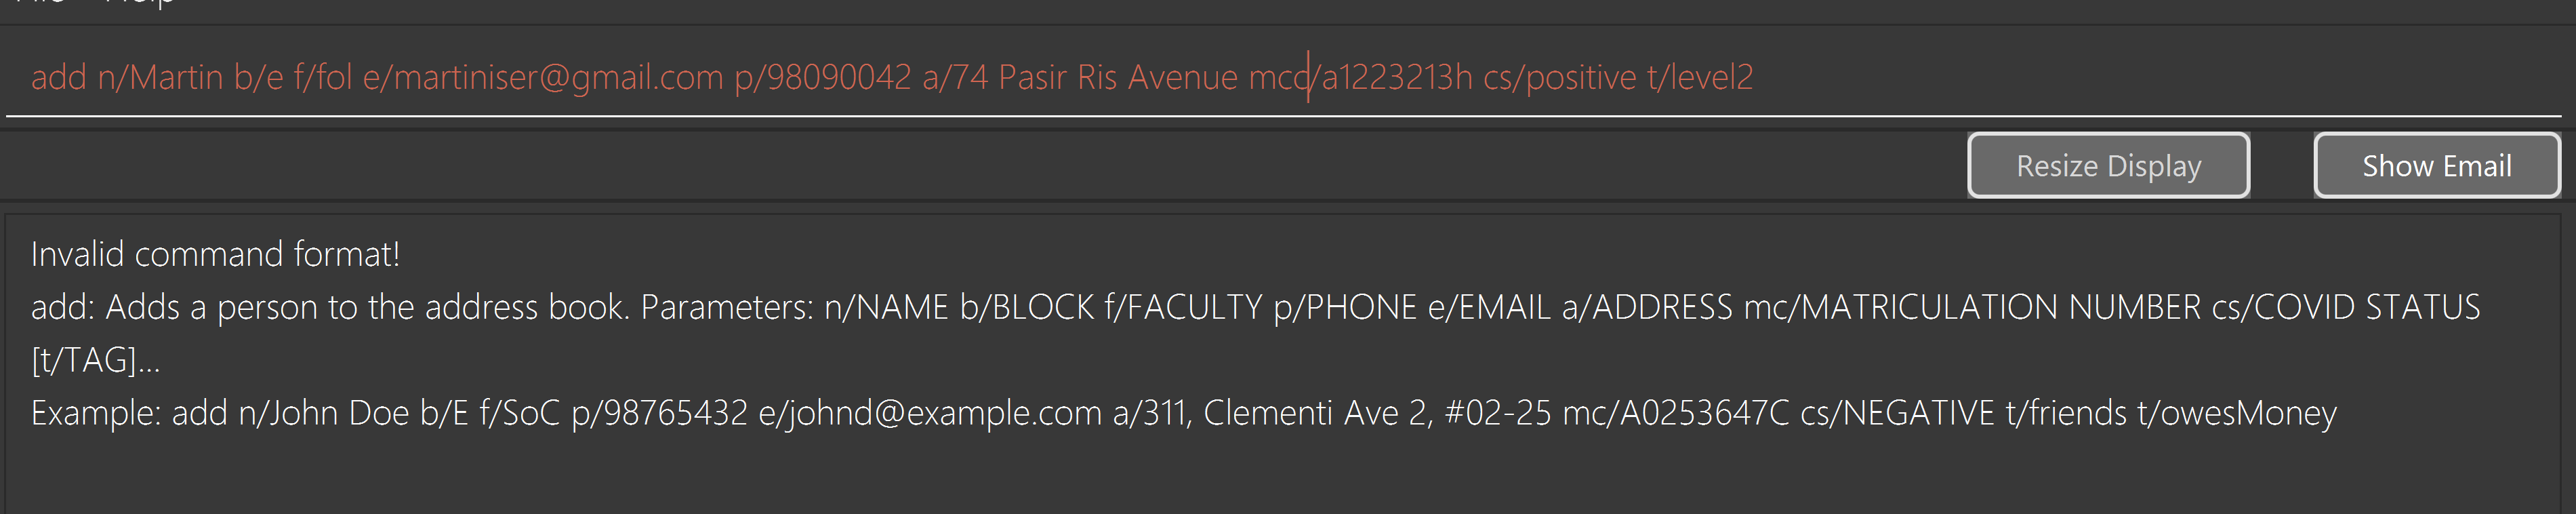 File Help
add n/Martin b/e f/fol e/martiniser@gmail.com p/98090042 a/74 Pasir Ris Avenue mcd/a1223213h cs/positive t/level2
Resize Display Show Email
Invalid command format!
add: Adds a person to the address book. Parameters: n/NAME b/BLOCK f/FACULTY p/PHONE e/EMAIL a/ADDRESS mc/MATRICULATION NUMBER cs/COVID STATUS
[t/TAG]...
Example: add n/John Doe b/E f/SoC p/98765432 e/johnd@example.com a/311, Clementi Ave 2, #02-25 mc/A0253647C cs/NEGATIVE t/friends t/owesMoney